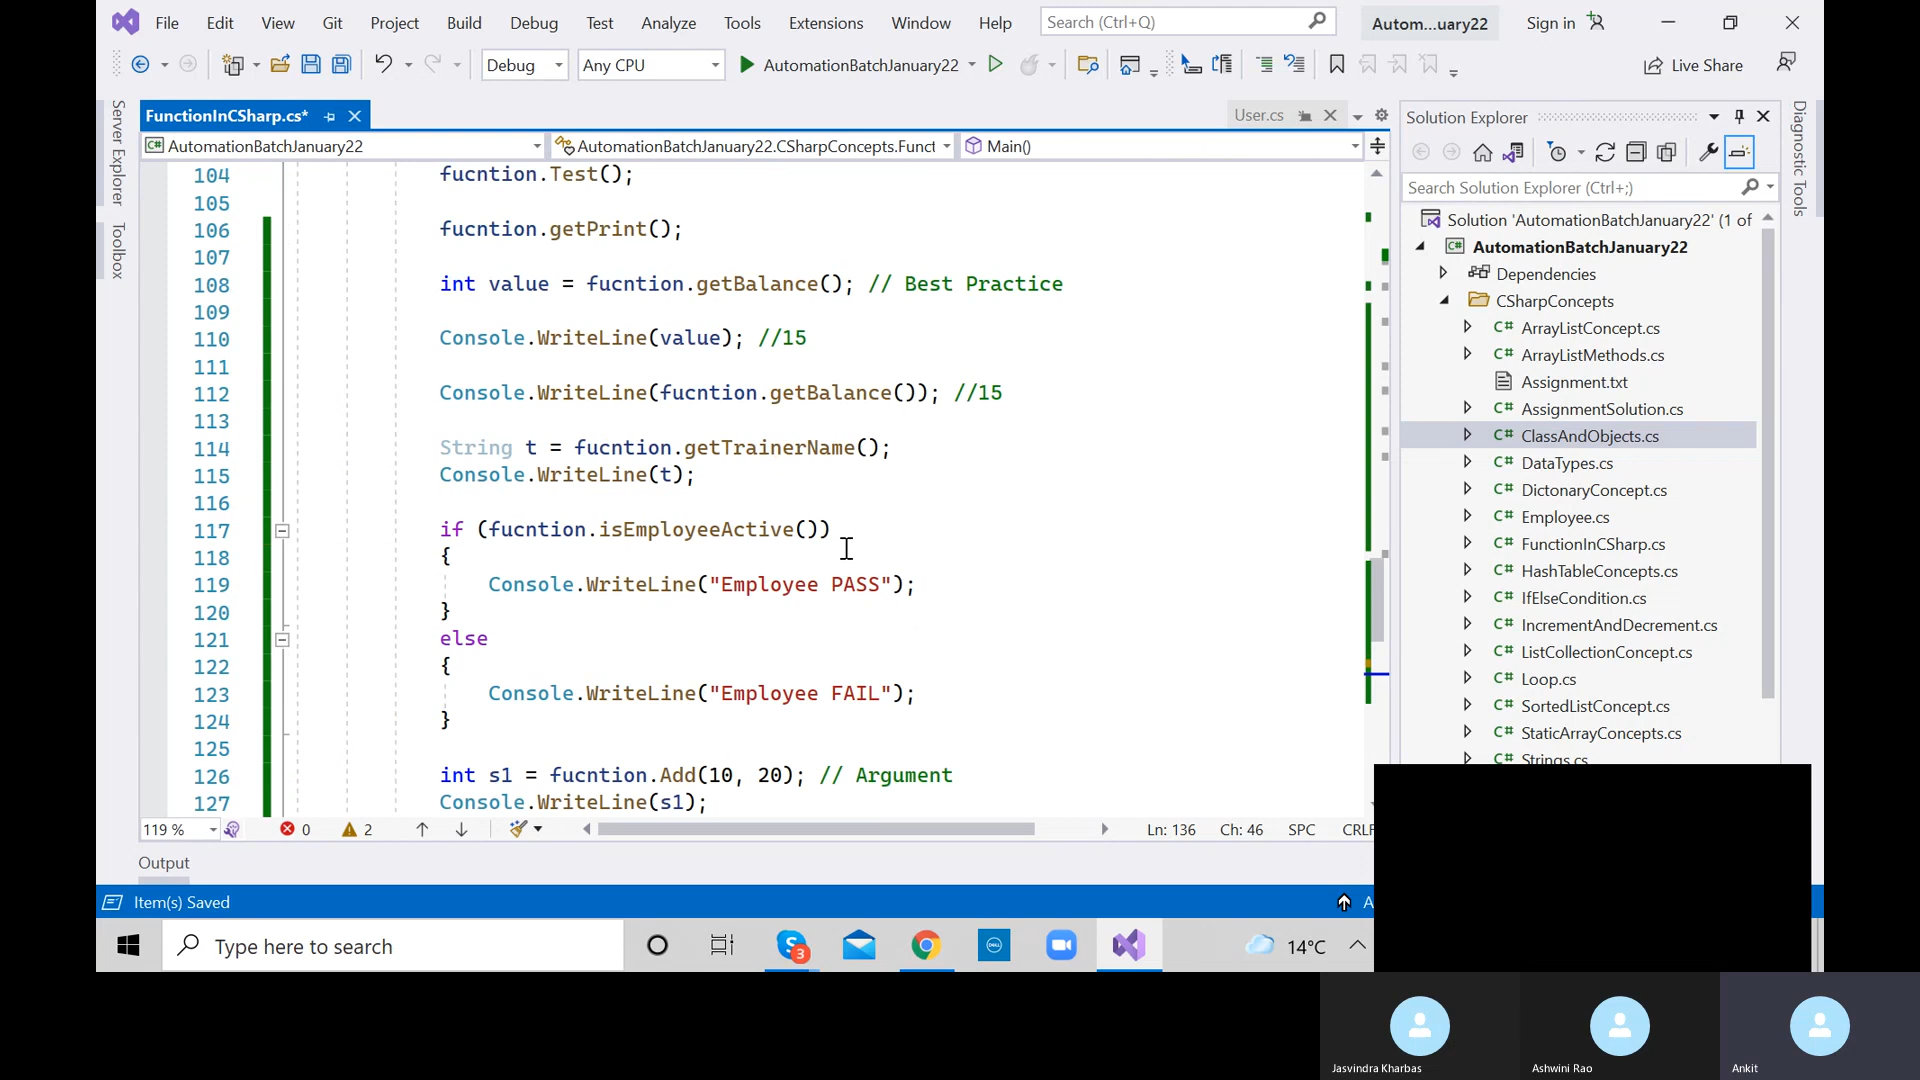 File Edit View Git Project Build Debug Test Analyze Tools Extensions Window Help Search (Ctrl+Q) Autom...uary22 Sign in
Debug Any CPU AutomationBatchJanuary22 Live Share
Server Explorer
Toolbox
FunctionInCSharp.cs* User.cs
AutomationBatchJanuary22 AutomationBatchJanuary22.CSharpConcepts.Funct Main()
104 fucntion.Test();
105
106 fucntion.getPrint();
107
108 int value = fucntion.getBalance(); // Best Practice
109
110 Console.WriteLine(value); //15
111
112 Console.WriteLine(fucntion.getBalance()); //15
113
114 String t = fucntion.getTrainerName();
115 Console.WriteLine(t);
116
117 if (fucntion.isEmployeeActive())
118 {
119 Console.WriteLine("Employee PASS");
120 }
121 else
122 {
123 Console.WriteLine("Employee FAIL");
124 }
125
126 int s1 = fucntion.Add(10, 20); // Argument
127 Console.WriteLine(s1);
119 % 0 2 Ln: 136 Ch: 46 SPC CRLF
Output
Item(s) Saved
Solution Explorer
Search Solution Explorer (Ctrl+;)
Solution 'AutomationBatchJanuary22' (1 of
C# AutomationBatchJanuary22
Dependencies
CSharpConcepts
C# ArrayListConcept.cs
C# ArrayListMethods.cs
Assignment.txt
C# AssignmentSolution.cs
C# ClassAndObjects.cs
C# DataTypes.cs
C# DictonaryConcept.cs
C# Employee.cs
C# FunctionInCSharp.cs
C# HashTableConcepts.cs
C# IfElseCondition.cs
C# IncrementAndDecrement.cs
C# ListCollectionConcept.cs
C# Loop.cs
C# SortedListConcept.cs
C# StaticArrayConcepts.cs
C# Strings.cs
Diagnostic Tools
Type here to search 3 DELL 14°C
Jasvindra Kharbas Ashwini Rao Ankit